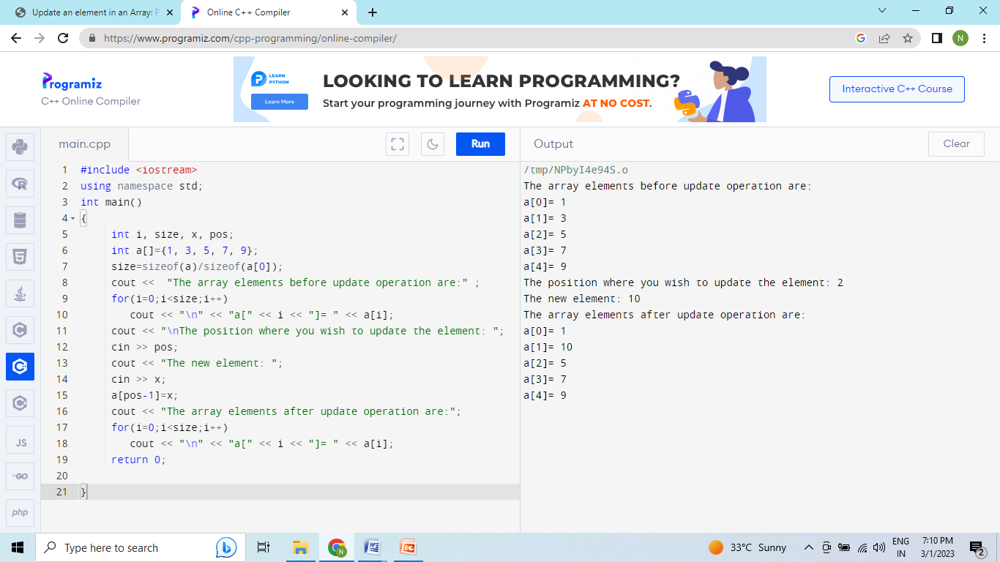 Update an element in an Array: P
Online C++ Compiler
https://www.programiz.com/cpp-programming/online-compiler/
N
Programiz
C++ Online Compiler
LEARN
PYTHON
Learn More
LOOKING TO LEARN PROGRAMMING?
Start your programming journey with Programiz AT NO COST.
Interactive C++ Course
main.cpp
Run
Output
Clear
1 #include <iostream>
2 using namespace std;
3 int main()
4 {
5 int i, size, x, pos;
6 int a[]={1, 3, 5, 7, 9};
7 size=sizeof(a)/sizeof(a[0]);
8 cout <<  "The array elements before update operation are:" ;
9 for(i=0;i<size;i++)
10 cout << "\n" << "a[" << i << "]= " << a[i];
11 cout << "\nThe position where you wish to update the element: ";
12 cin >> pos;
13 cout << "The new element: ";
14 cin >> x;
15 a[pos-1]=x;
16 cout << "The array elements after update operation are:";
17 for(i=0;i<size;i++)
18 cout << "\n" << "a[" << i << "]= " << a[i];
19 return 0;
20
21 }
/tmp/NPbyI4e94S.o
The array elements before update operation are:
a[0]= 1
a[1]= 3
a[2]= 5
a[3]= 7
a[4]= 9
The position where you wish to update the element: 2
The new element: 10
The array elements after update operation are:
a[0]= 1
a[1]= 10
a[2]= 5
a[3]= 7
a[4]= 9
JS
GO
php
Type here to search
33°C Sunny
ENG
IN
7:10 PM
3/1/2023
2